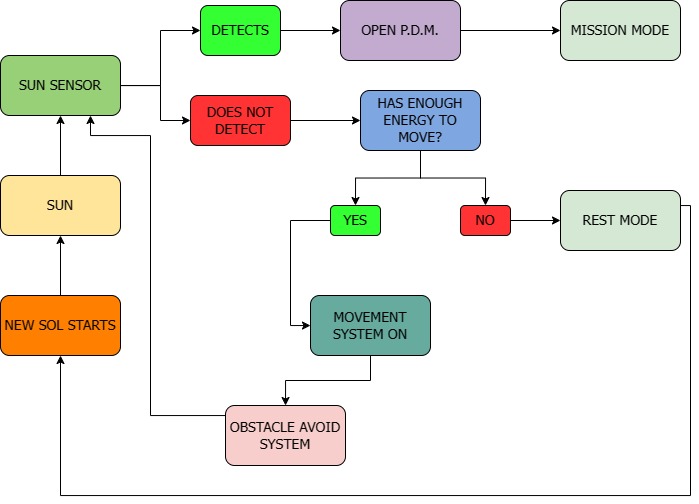 DETECTS
OPEN P.D.M.
MISSION MODE
SUN SENSOR
DOES NOT
DETECT
HAS ENOUGH
ENERGY TO
MOVE?
SUN
YES
NO
REST MODE
NEW SOL STARTS
MOVEMENT
SYSTEM ON
OBSTACLE AVOID
SYSTEM